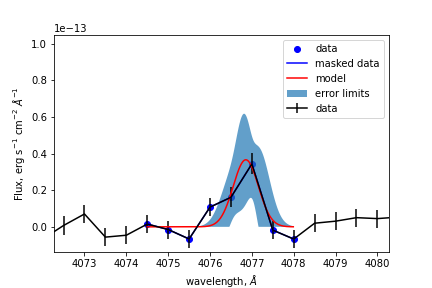 1e−13
1.0
0.8
0.6
0.4
0.2
0.0
Flux, erg s⁻¹ cm⁻² Å⁻¹
data
masked data
model
error limits
data
4073 4074 4075 4076 4077 4078 4079 4080
wavelength, Å